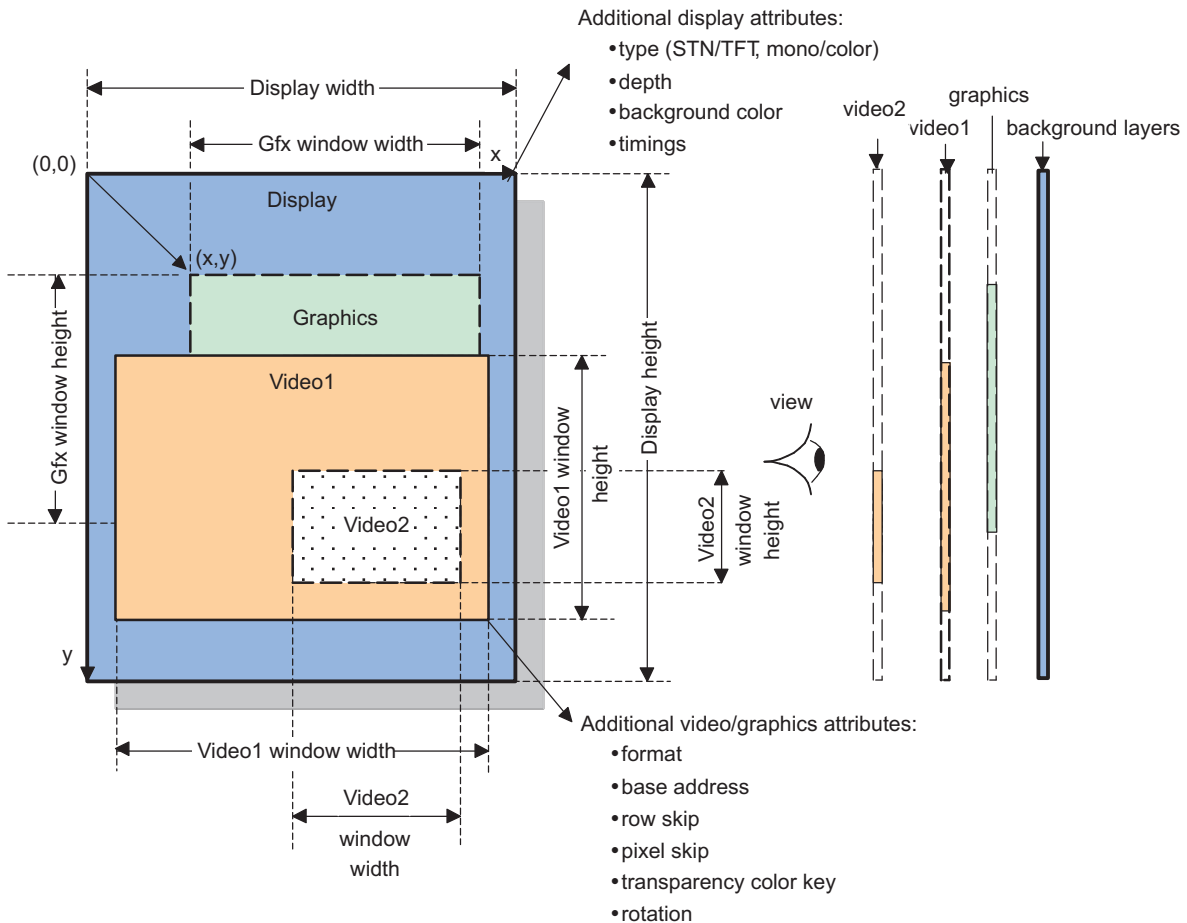 Additional display attributes:
•type (STN/TFT, mono/color)
•depth
•background color
•timings
Display width
Gfx window width
x
(0,0)
Display
(x,y)
Graphics
Gfx window height
Video1
Video2
Video1 window
height
Display height
Video2
window
height
view
video2
graphics
video1
background layers
y
Video1 window width
Video2
window
width
Additional video/graphics attributes:
•format
•base address
•row skip
•pixel skip
•transparency color key
•rotation